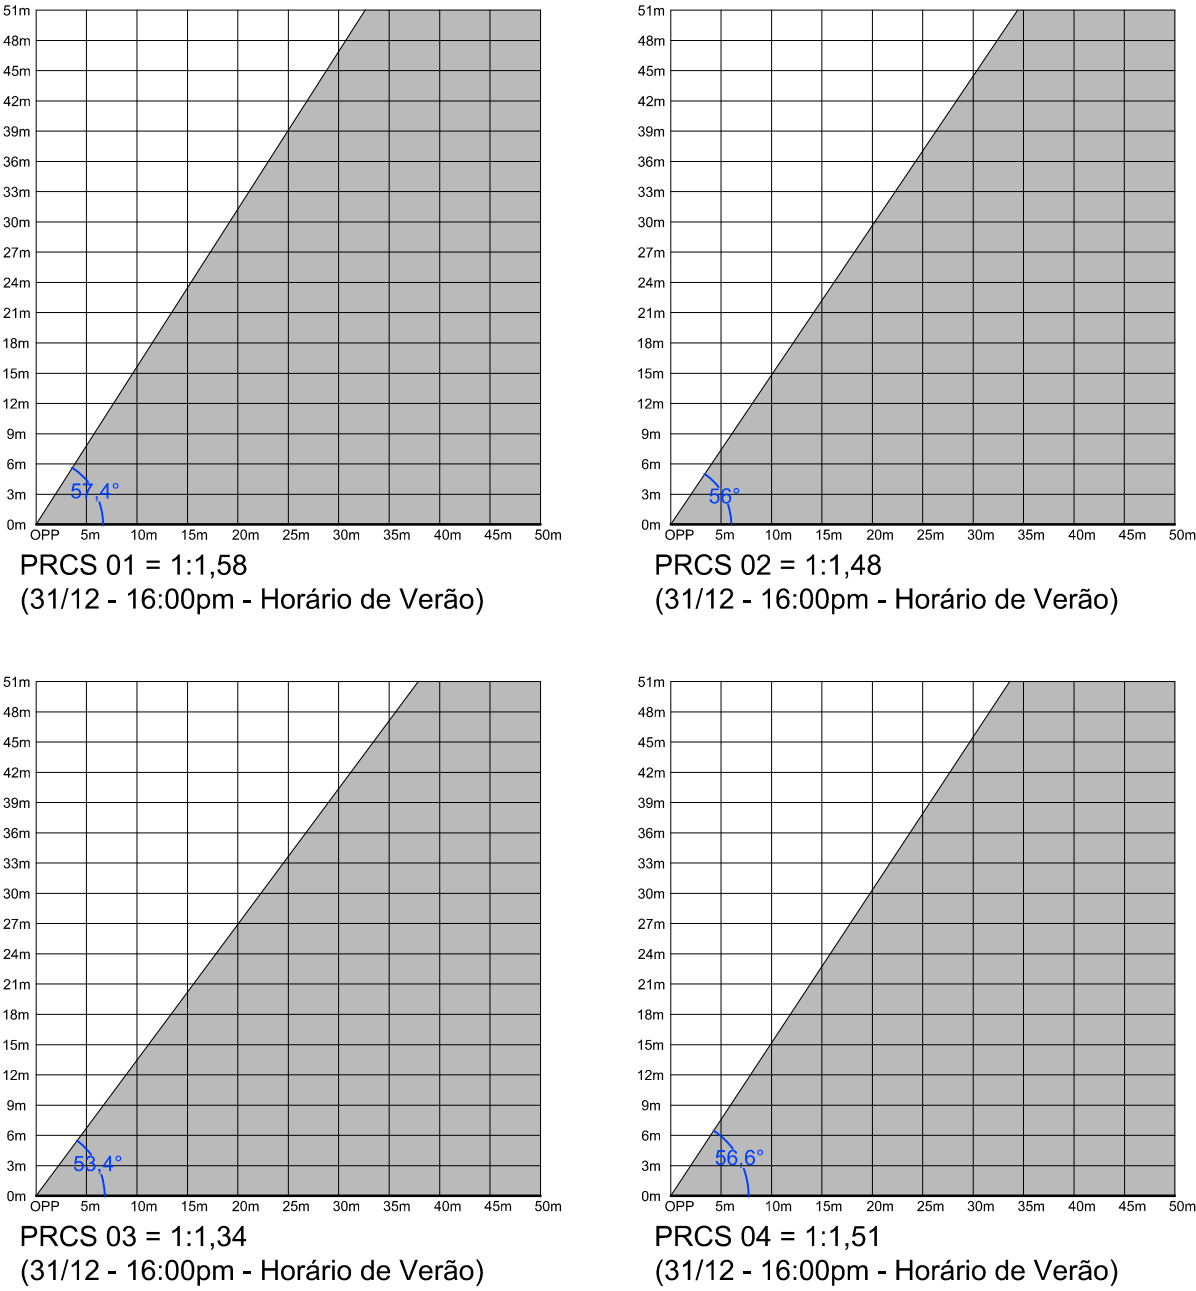 51m
48m
45m
42m
39m
36m
33m
30m
27m
24m
21m
18m
15m
12m
9m
6m
3m
0m
57,4°
OPP 5m 10m 15m 20m 25m 30m 35m 40m 45m 50m
PRCS 01 = 1:1,58
(31/12 - 16:00pm - Horário de Verão)
51m
48m
45m
42m
39m
36m
33m
30m
27m
24m
21m
18m
15m
12m
9m
6m
3m
0m
56°
OPP 5m 10m 15m 20m 25m 30m 35m 40m 45m 50m
PRCS 02 = 1:1,48
(31/12 - 16:00pm - Horário de Verão)
51m
48m
45m
42m
39m
36m
33m
30m
27m
24m
21m
18m
15m
12m
9m
6m
3m
0m
53,4°
OPP 5m 10m 15m 20m 25m 30m 35m 40m 45m 50m
PRCS 03 = 1:1,34
(31/12 - 16:00pm - Horário de Verão)
51m
48m
45m
42m
39m
36m
33m
30m
27m
24m
21m
18m
15m
12m
9m
6m
3m
0m
56,6°
OPP 5m 10m 15m 20m 25m 30m 35m 40m 45m 50m
PRCS 04 = 1:1,51
(31/12 - 16:00pm - Horário de Verão)